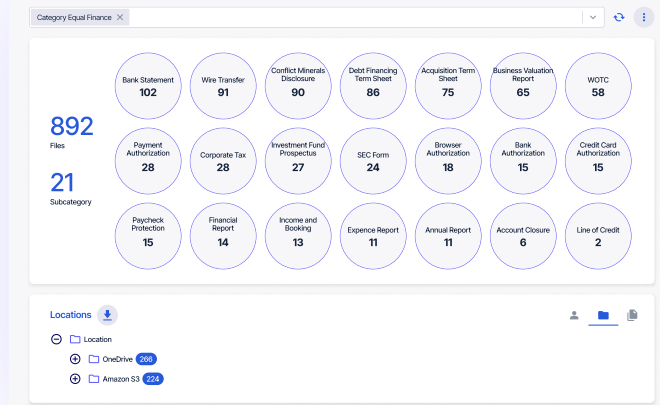 Category Equal Finance
892
Files
21
Subcategory
Bank Statement
102
Wire Transfer
91
Conflict Minerals
Disclosure
90
Debt Financing
Term Sheet
86
Acquisition Term
Sheet
75
Business Valuation
Report
65
WOTC
58
Payment
Authorization
28
Corporate Tax
28
Investment Fund
Prospectus
27
SEC Form
24
Browser
Authorization
18
Bank
Authorization
15
Credit Card
Authorization
15
Paycheck
Protection
15
Financial
Report
14
Income and
Booking
13
Expence Report
11
Annual Report
11
Account Closure
6
Line of Credit
2
Locations
Location
OneDrive 266
Amazon S3 224